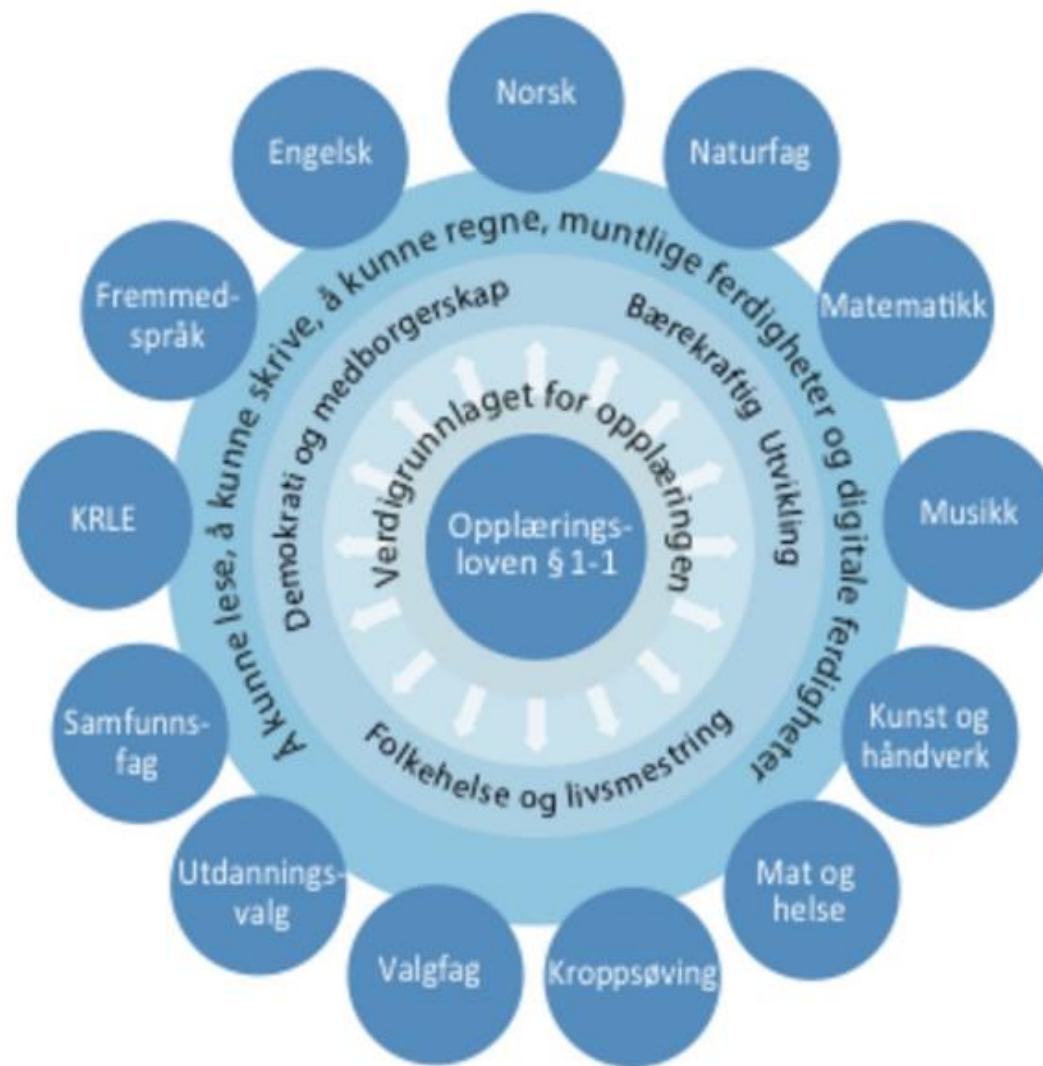 Norsk
Naturfag
Matematikk
Musikk
Kunst og
håndverk
Mat og
helse
Kroppsøving
Valgfag
Utdannings-
valg
Samfunns-
fag
KRLE
Fremmed-
språk
Engelsk
Å kunne lese, å kunne skrive, å kunne regne, muntlige ferdigheter og digitale ferdigheter
Demokrati og medborgerskap
Bærekraftig Utvikling
Folkehelse og livsmestring
Verdigrunnlaget for opplæringen
Opplærings-
loven § 1-1